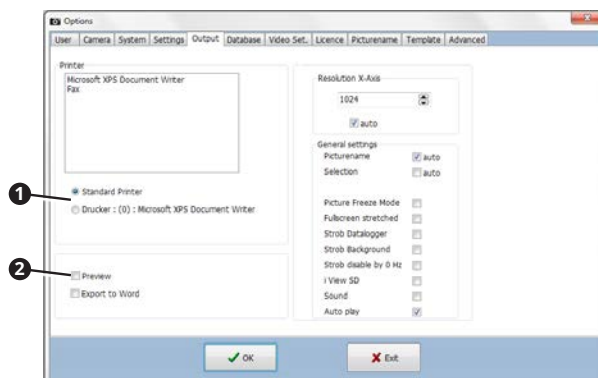 Options
User Camera System Settings Output Database Video Set. Licence Picturename Template Advanced
Printer
Microsoft XPS Document Writer
Fax
1
Standard Printer
Drucker : (0) : Microsoft XPS Document Writer
2
Preview
Export to Word
Resolution X-Axis
1024
auto
General settings
Picturename auto
Selection auto
Picture Freeze Mode
Fullscreen stretched
Strob Datalogger
Strob Background
Strob disable by 0 Hz
i View SD
Sound
Auto play
OK
Exit